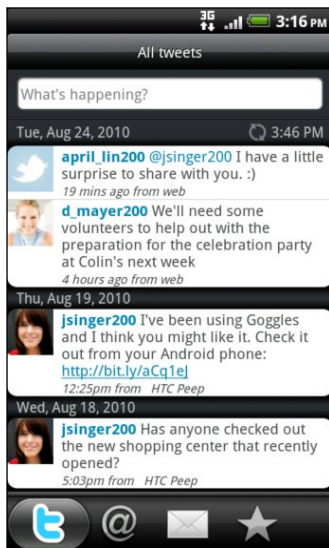 3G 3:16 PM
All tweets
What's happening?
Tue, Aug 24, 2010 3:46 PM
april_lin200 @jsinger200 I have a little
surprise to share with you. :)
19 mins ago from web
d_mayer200 We'll need some
volunteers to help out with the
preparation for the celebration party
at Colin's next week
4 hours ago from web
Thu, Aug 19, 2010
jsinger200 I've been using Goggles
and I think you might like it. Check it
out from your Android phone:
http://bit.ly/aCq1eJ
12:25pm from HTC Peep
Wed, Aug 18, 2010
jsinger200 Has anyone checked out
the new shopping center that recently
opened?
5:03pm from HTC Peep
t @